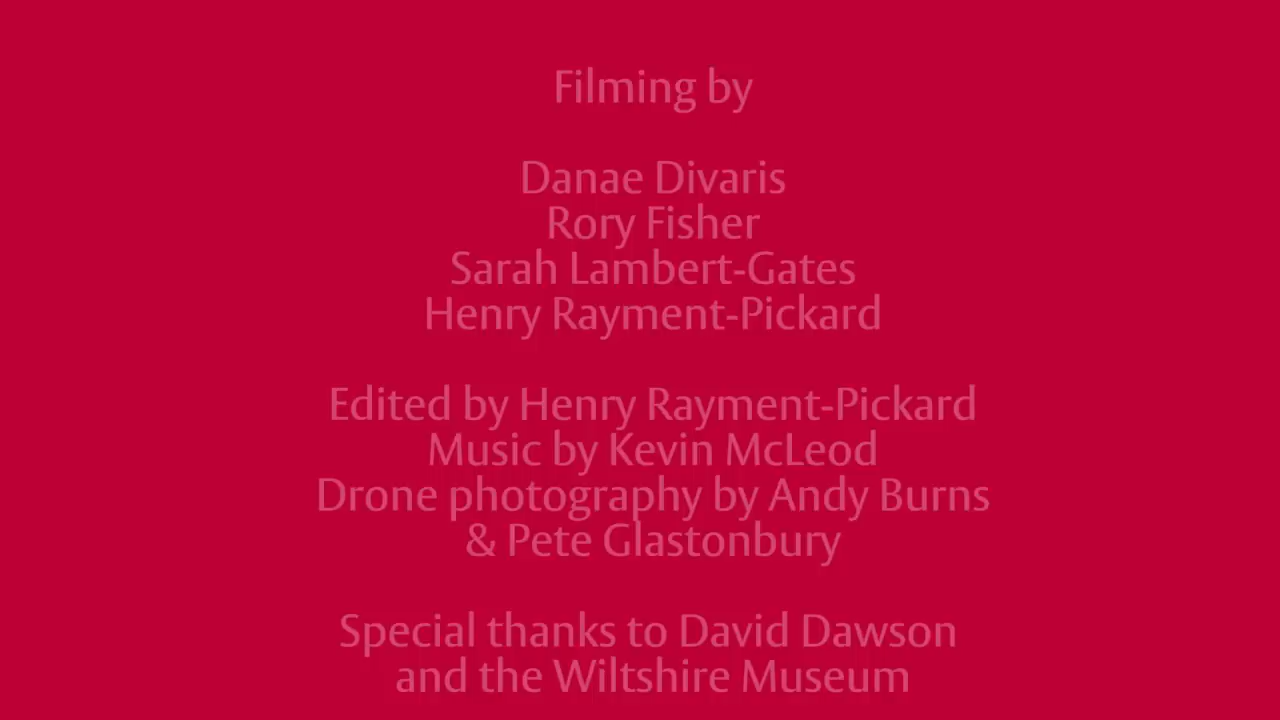 Filming by
Danae Divaris
Rory Fisher
Sarah Lambert-Gates
Henry Rayment-Pickard
Edited by Henry Rayment-Pickard
Music by Kevin McLeod
Drone photography by Andy Burns
& Pete Glastonbury
Special thanks to David Dawson
and the Wiltshire Museum